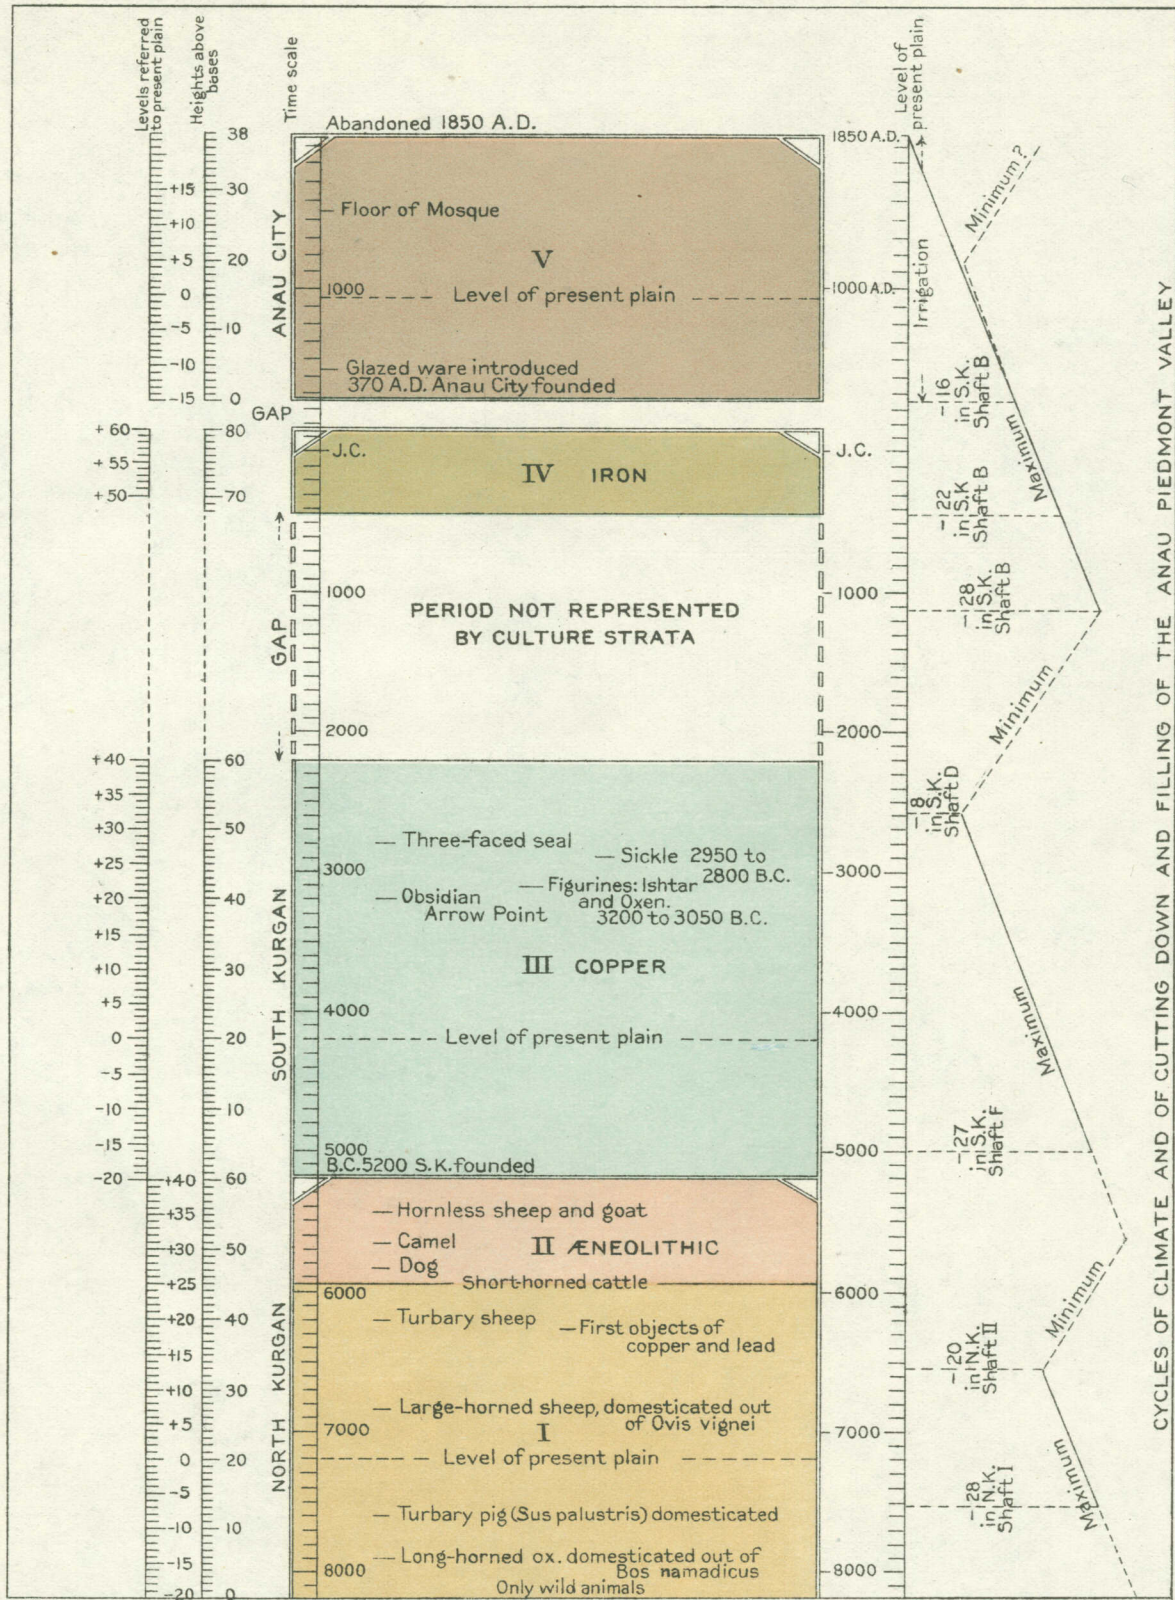 Levels referred
to present plain
Heights above
bases
Time scale
Level of
present plain
Abandoned 1850 A.D.
38
1850 A.D.
Minimum?
+15
30
Floor of Mosque
+10
ANAU CITY
V
+5
20
0
1000
Level of present plain
1000 A.D.
Irrigation
-5
10
-10
Glazed ware introduced
370 A.D. Anau City founded
-15
0
-16
in S.K.
Shaft B
GAP
Maximum
+60
80
J.C.
IV IRON
J.C.
+55
+50
70
-22
in S.K
Shaft B
GAP
1000
1000
-28
in S.K.
Shaft B
PERIOD NOT REPRESENTED
BY CULTURE STRATA
Minimum
2000
2000
+40
60
-8
in S.K.
Shaft D
+35
+30
50
Three-faced seal
Sickle 2950 to
2800 B.C.
+25
3000
3000
Figurines: Ishtar
and Oxen.
3200 to 3050 B.C.
+20
40
Obsidian
Arrow Point
+15
SOUTH KURGAN
+10
30
III COPPER
+5
4000
4000
Maximum
0
20
Level of present plain
-5
-10
10
-15
5000
5000
-27
in S.K.
Shaft F
B.C. 5200 S.K. founded
-20
+40
60
+35
Hornless sheep and goat
+30
50
Camel
II ÆNEOLITHIC
Dog
+25
Short-horned cattle
6000
6000
Minimum
+20
40
Turbary sheep
First objects of
copper and lead
+15
-20
in N.K.
Shaft II
NORTH KURGAN
+10
30
Large-horned sheep, domesticated out
of Ovis vignei
+5
7000
I
7000
0
20
Level of present plain
Maximum
-5
-28
in N.K.
Shaft I
-10
10
Turbary pig (Sus palustris) domesticated
-15
Long-horned ox. domesticated out of
Bos namadicus
8000
8000
Only wild animals
-20
0
CYCLES OF CLIMATE AND OF CUTTING DOWN AND FILLING OF THE ANAU PIEDMONT VALLEY